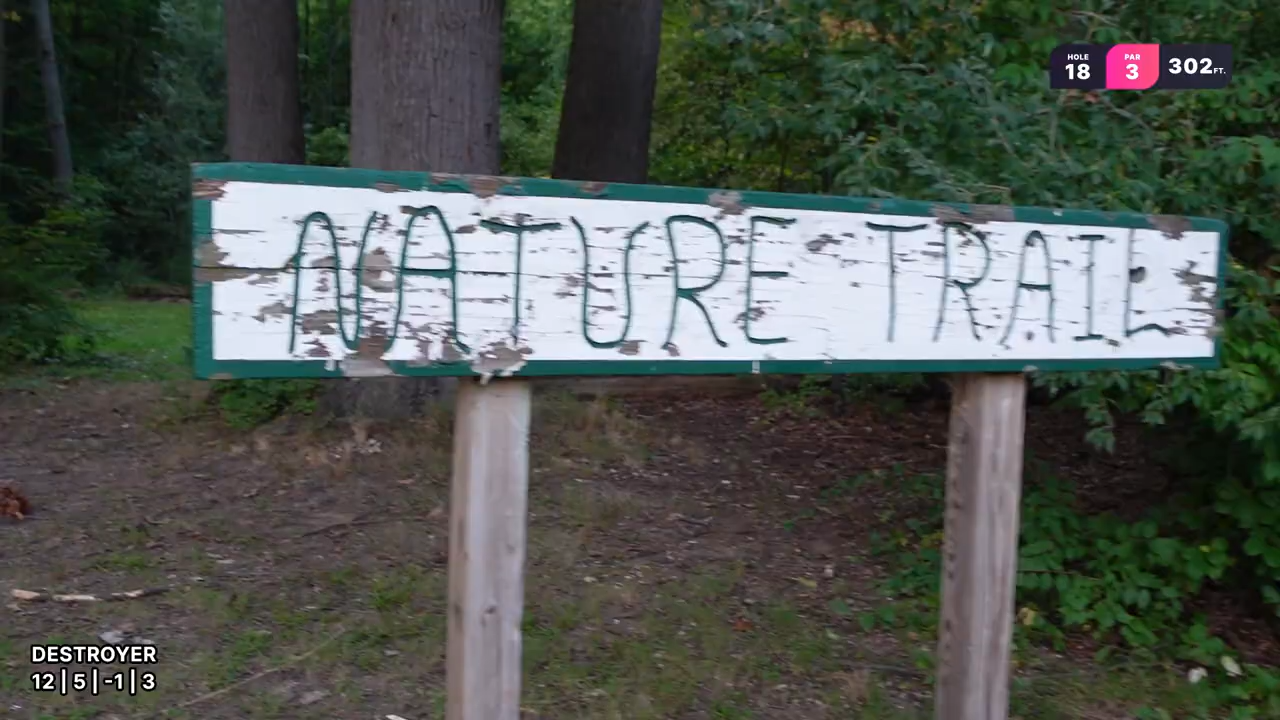 HOLE
18
PAR
3
302FT.
NATURE TRAIL
DESTROYER
12 | 5 | -1 | 3